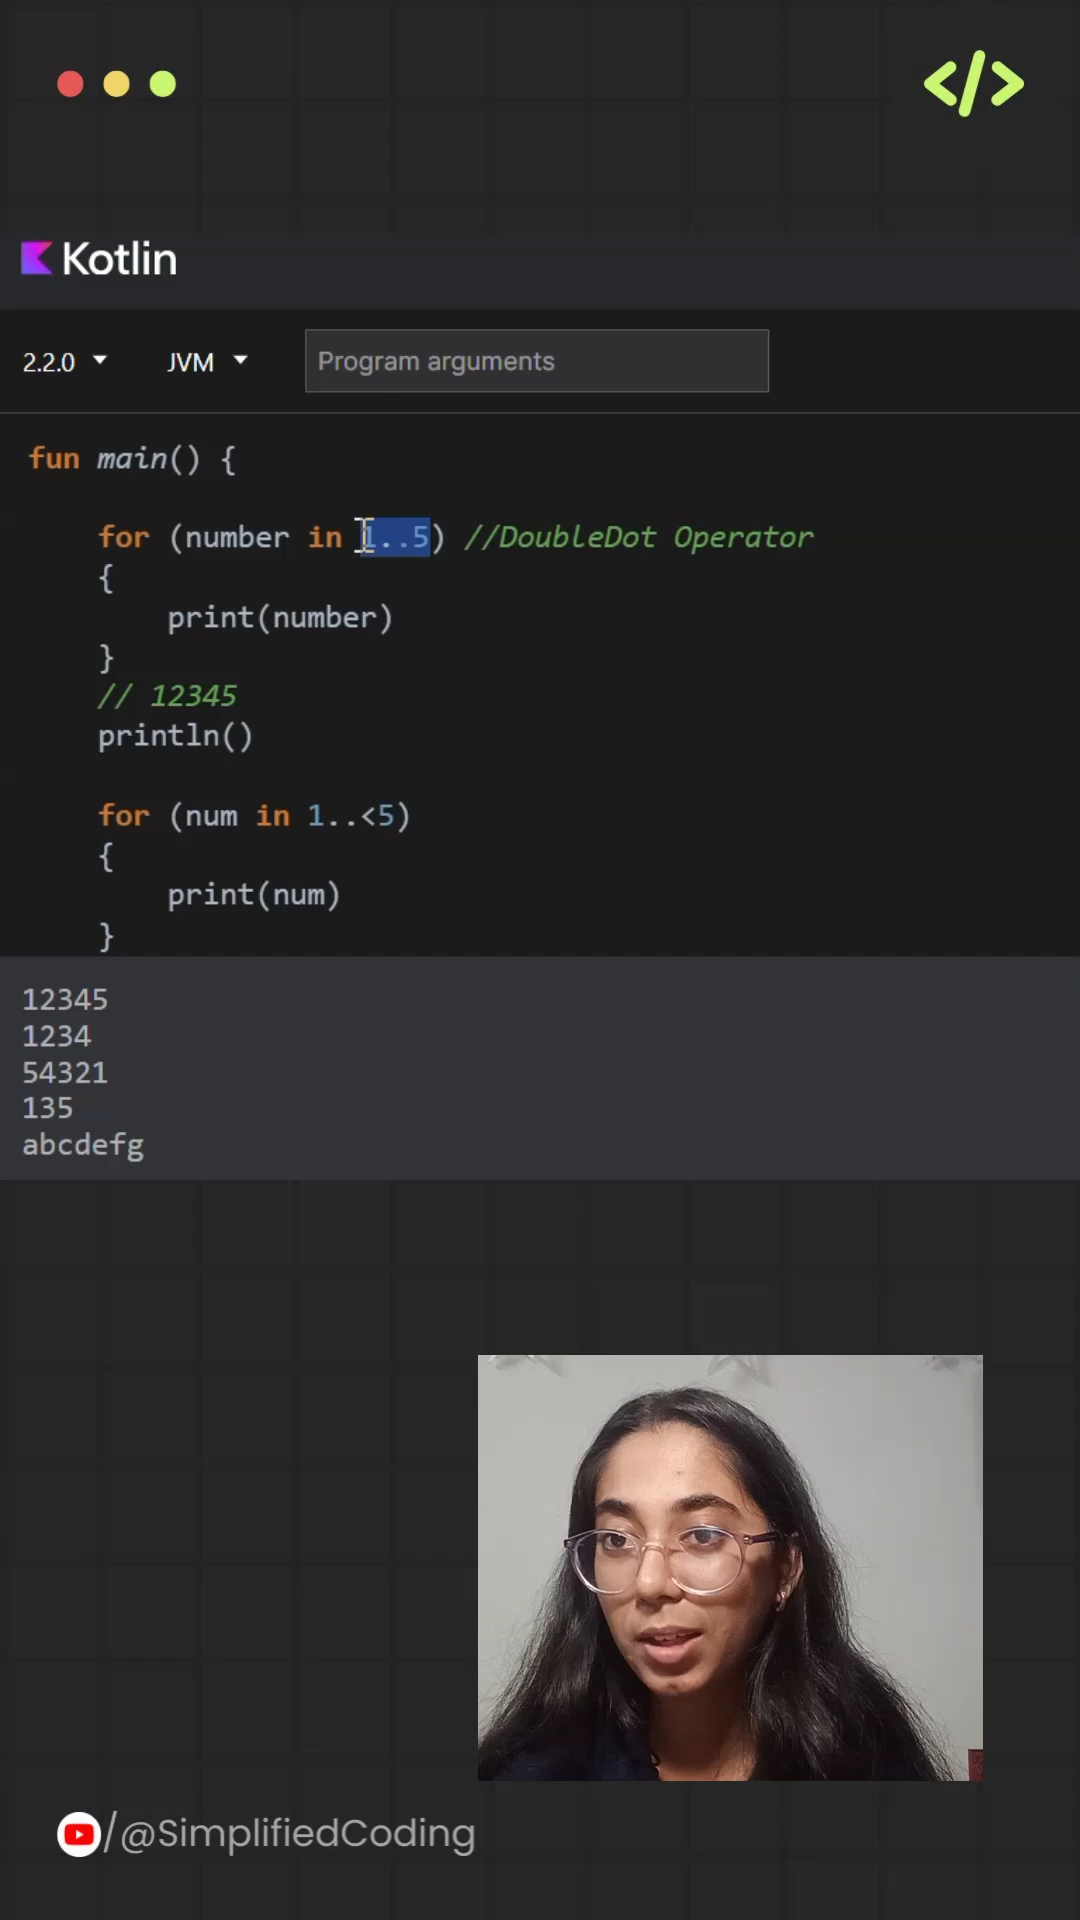 </>
Kotlin
2.2.0 JVM Program arguments
fun main() {
for (number in 1..5) //DoubleDot Operator
{
print(number)
}
// 12345
println()
for (num in 1..<5)
{
print(num)
}
12345
1234
54321
135
abcdefg
/@SimplifiedCoding